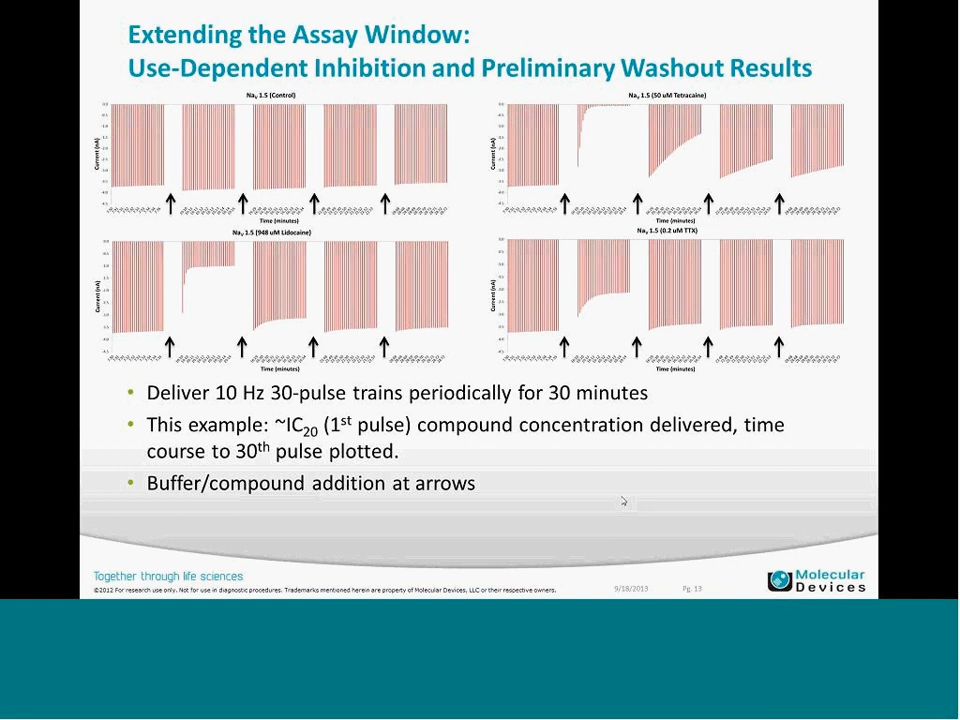 Extending the Assay Window:
Use-Dependent Inhibition and Preliminary Washout Results
Nav 1.5 (Control)
Current (nA)
Time (minutes)
Nav 1.5 (50 uM Tetracaine)
Current (nA)
Time (minutes)
Nav 1.5 (948 uM Lidocaine)
Current (nA)
Time (minutes)
Nav 1.5 (0.2 uM TTX)
Current (nA)
Time (minutes)
• Deliver 10 Hz 30-pulse trains periodically for 30 minutes
• This example: ~IC20 (1st pulse) compound concentration delivered, time
course to 30th pulse plotted.
• Buffer/compound addition at arrows
Together through life sciences.
©2012 For research use only. Not for use in diagnostic procedures. Trademarks mentioned herein are property of Molecular Devices, LLC or their respective owners.
9/18/2013
Pg. 13
Molecular
Devices